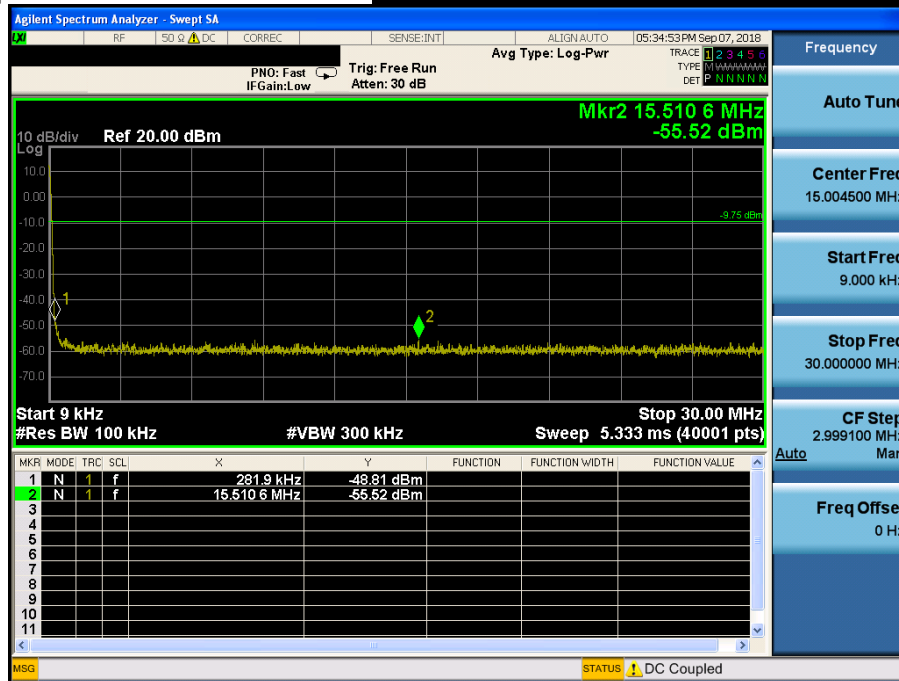 Agilent Spectrum Analyzer - Swept SA
LXI RF 50 Ω DC CORREC SENSE:INT ALIGN AUTO 05:34:53 PM Sep 07, 2018
Avg Type: Log-Pwr
TRACE 1 2 3 4 5 6
PNO: Fast Trig: Free Run
TYPE M WWWWW
IFGain:Low Atten: 30 dB
DET P N N N N N
Mkr2 15.510 6 MHz
-55.52 dBm
10 dB/div Ref 20.00 dBm
Log
10.0
0.00
-9.75 dBm
-10.0
-20.0
-30.0
-40.0
1
-50.0
2
-60.0
-70.0
Start 9 kHz Stop 30.00 MHz
#Res BW 100 kHz #VBW 300 kHz Sweep 5.333 ms (40001 pts)
MKR MODE TRC SCL X Y FUNCTION FUNCTION WIDTH FUNCTION VALUE
1 N 1 f 281.9 kHz -48.81 dBm
2 N 1 f 15.510 6 MHz -55.52 dBm
3
4
5
6
7
8
9
10
11
MSG STATUS DC Coupled
Frequency
Auto Tune
Center Freq
15.004500 MHz
Start Freq
9.000 kHz
Stop Freq
30.000000 MHz
CF Step
2.999100 MHz
Auto Man
Freq Offset
0 Hz